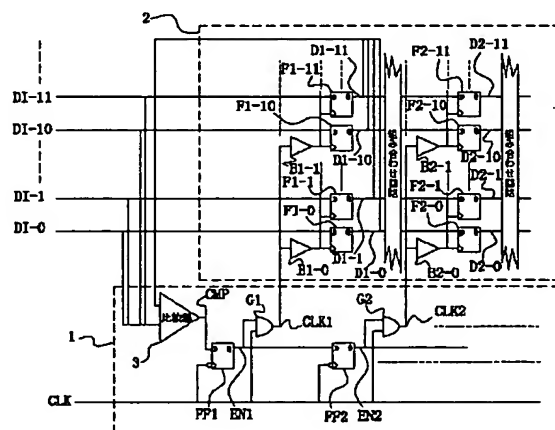 2
D1-11
D2-11
F1-11
F2-11
DI-11
F1-10
F2-10
DI-10
B1-1
D1-10
B2-1
D2-10
F1-1
D2-1
F2-1
DI-1
F1-0
F2-0
DI-0
D1-1
D2-0
B1-0
D1-0
B2-0
CMP
G1
G2
1
比較器
CLK1
CLK2
3
CLK
FF1
EN1
FF2
EN2